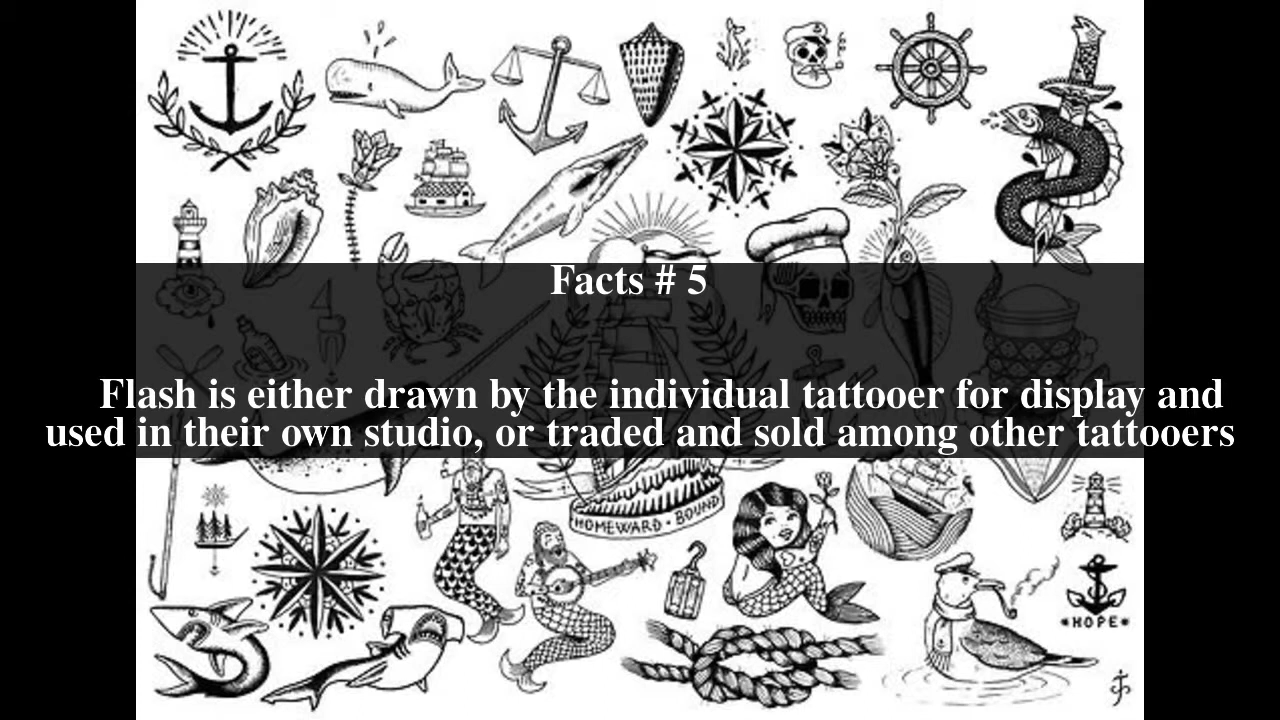 Facts # 5
Flash is either drawn by the individual tattooer for display and
used in their own studio, or traded and sold among other tattooers
HOMEWARD • BOUND
*HOPE*